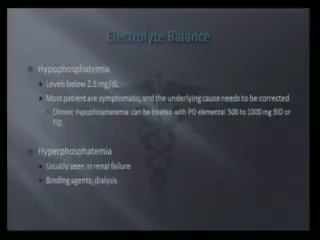 Electrolyte Balance
Hypophosphatemia
Levels below 2.5 mg/dL
Most patient are symptomatic, and the underlying cause needs to be corrected
Chronic hypophosphatemia can be treated with PO elemental 500 to 1000 mg BID or
TID
Hyperphosphatemia
Usually seen in renal failure
Binding agents, dialysis